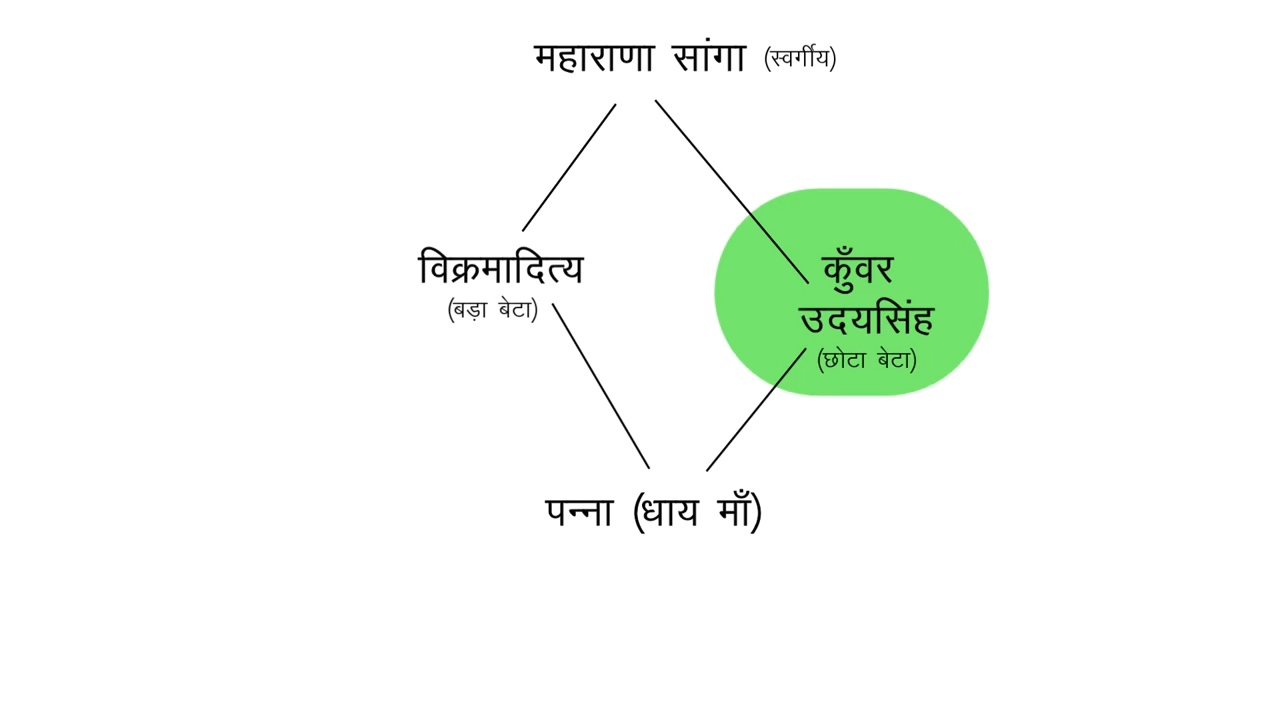 महाराणा सांगा (स्वर्गीय)
विक्रमादित्य
(बड़ा बेटा)
कुँवर
उदयसिंह
(छोटा बेटा)
पन्ना (धाय माँ)